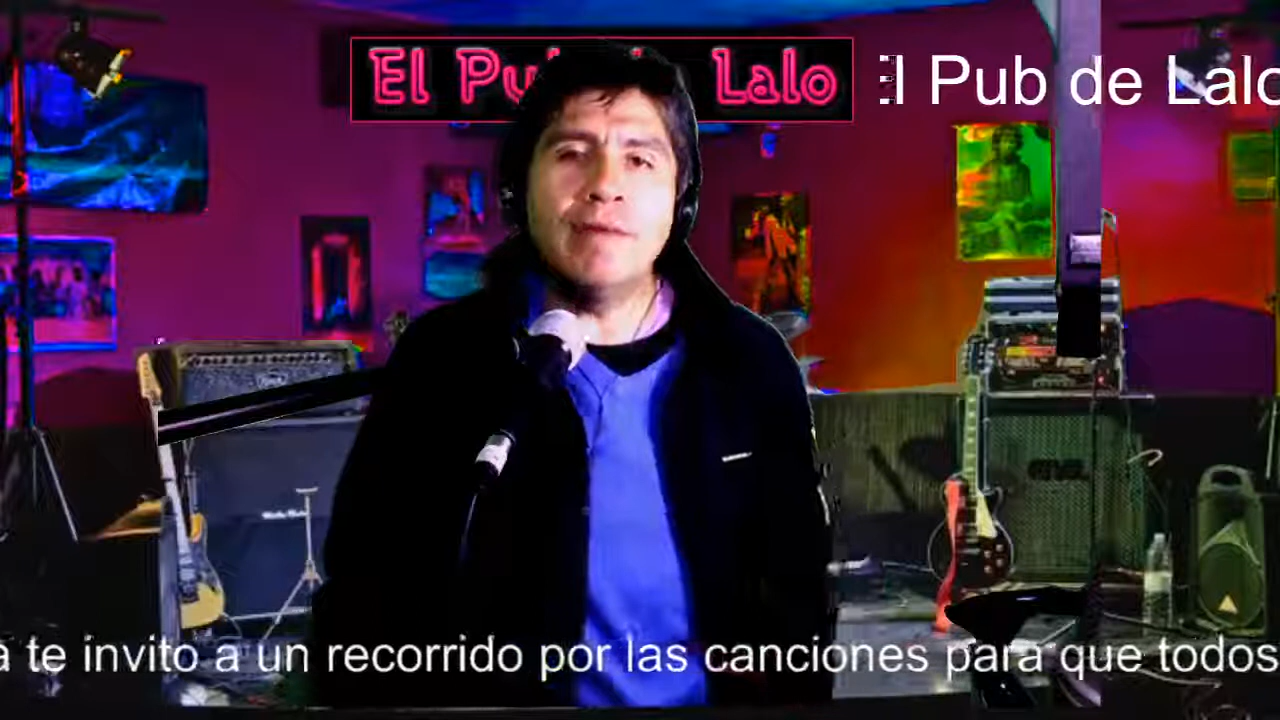 El Pu Lalo
l Pub de Lalo
a te invito a un recorrido por las canciones para que todos